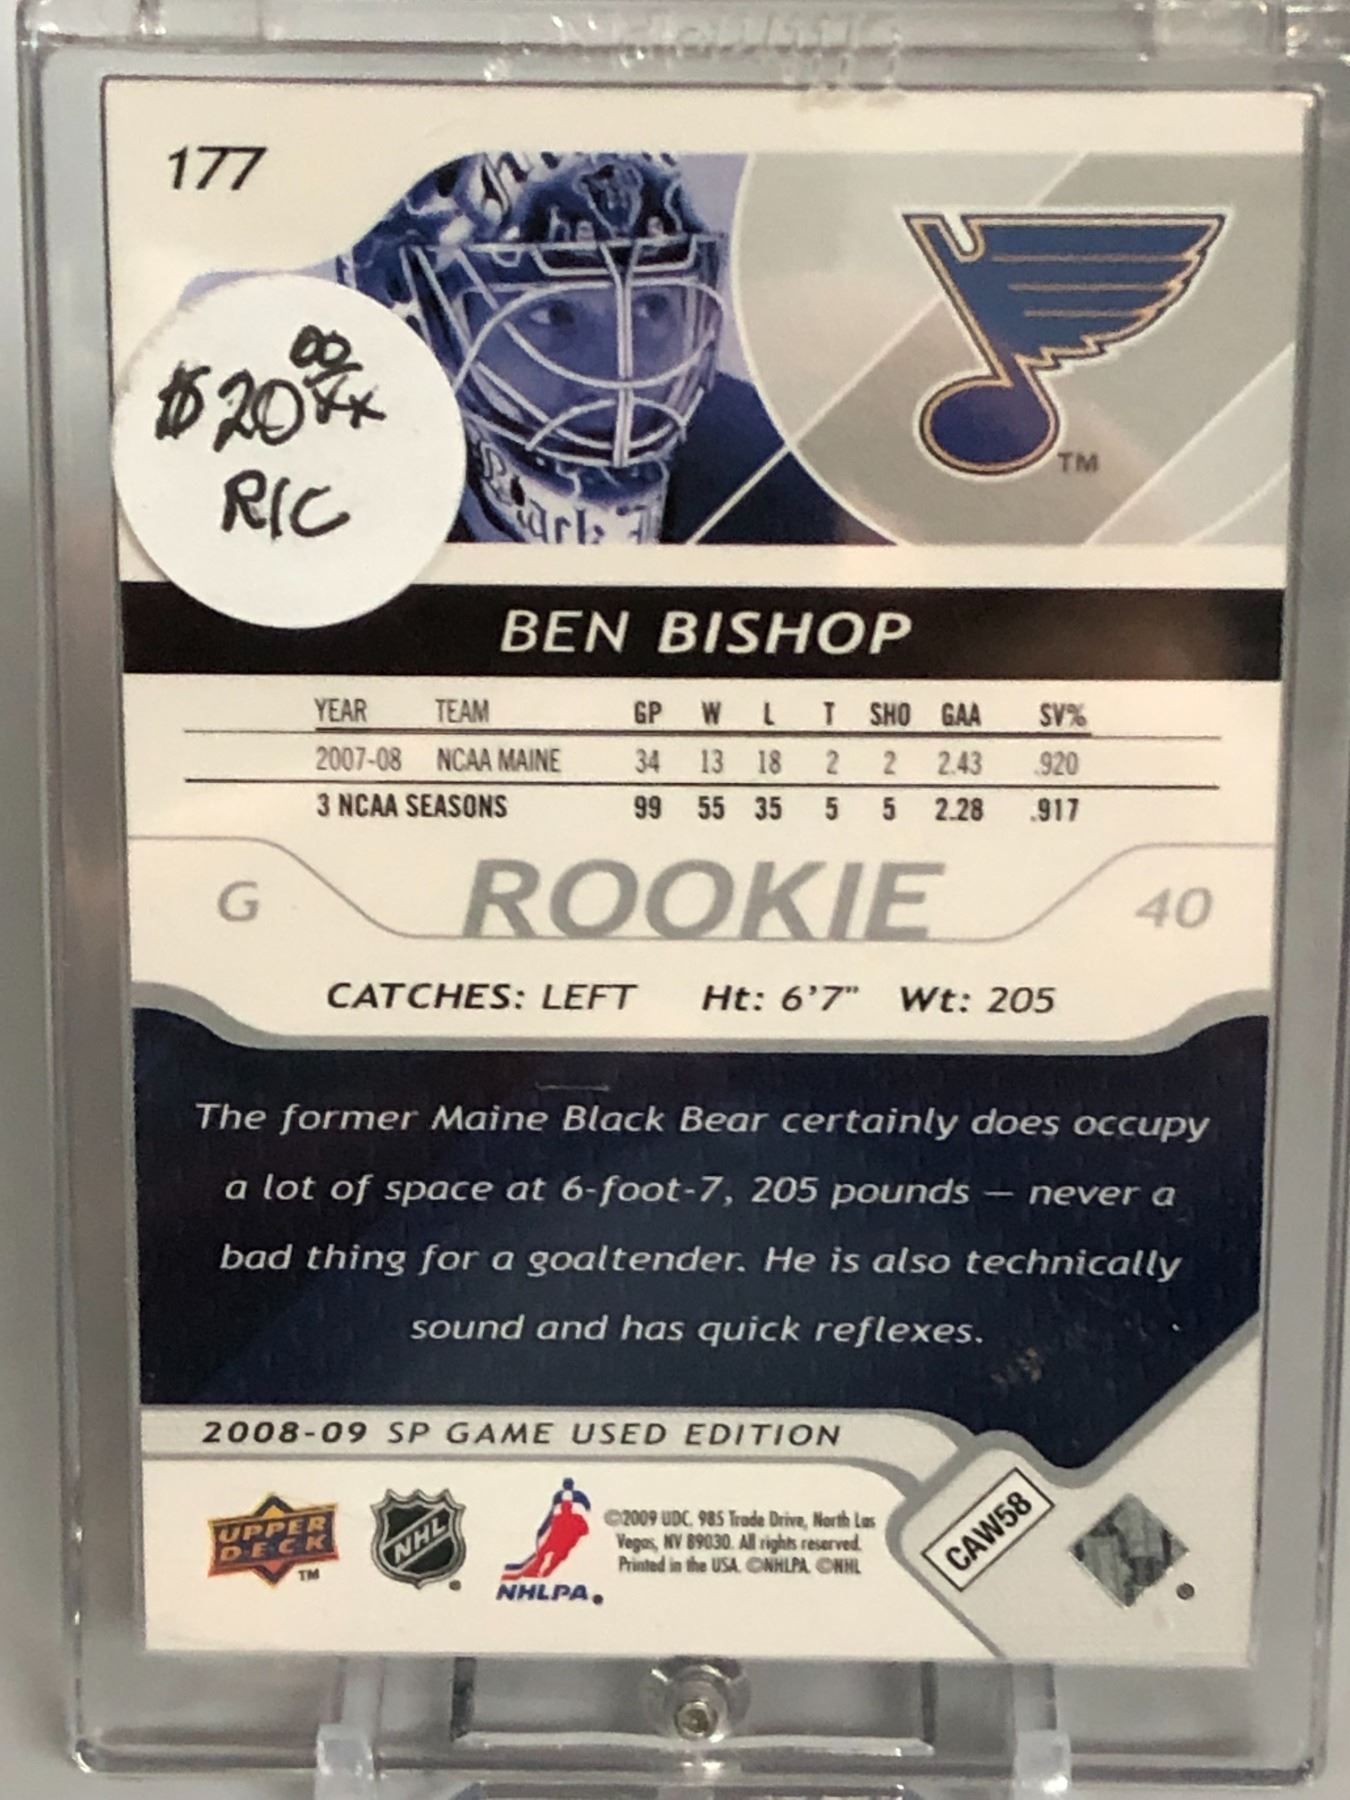 177
$20 00/xx
R/C
TM
BEN BISHOP
YEAR TEAM GP W L T SHO GAA SV%
2007-08 NCAA MAINE 34 13 18 2 2 2.43 .920
3 NCAA SEASONS 99 55 35 5 5 2.28 .917
G ROOKIE 40
CATCHES: LEFT Ht: 6'7" Wt: 205
The former Maine Black Bear certainly does occupy
a lot of space at 6-foot-7, 205 pounds — never a
bad thing for a goaltender. He is also technically
sound and has quick reflexes.
2008-09 SP GAME USED EDITION
UPPER
DECK
TM
NHL
NHLPA
©2009 UDC, 985 Trade Drive, North Las
Vegas, NV 89030. All rights reserved.
Printed in the USA. ©NHLPA. ©NHL
CAW58